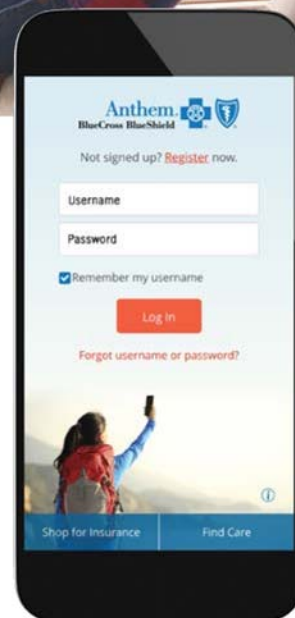 Anthem.
BlueCross BlueShield
Not signed up? Register now.
Username
Password
Remember my username
Log In
Forgot username or password?
Shop for Insurance
Find Care